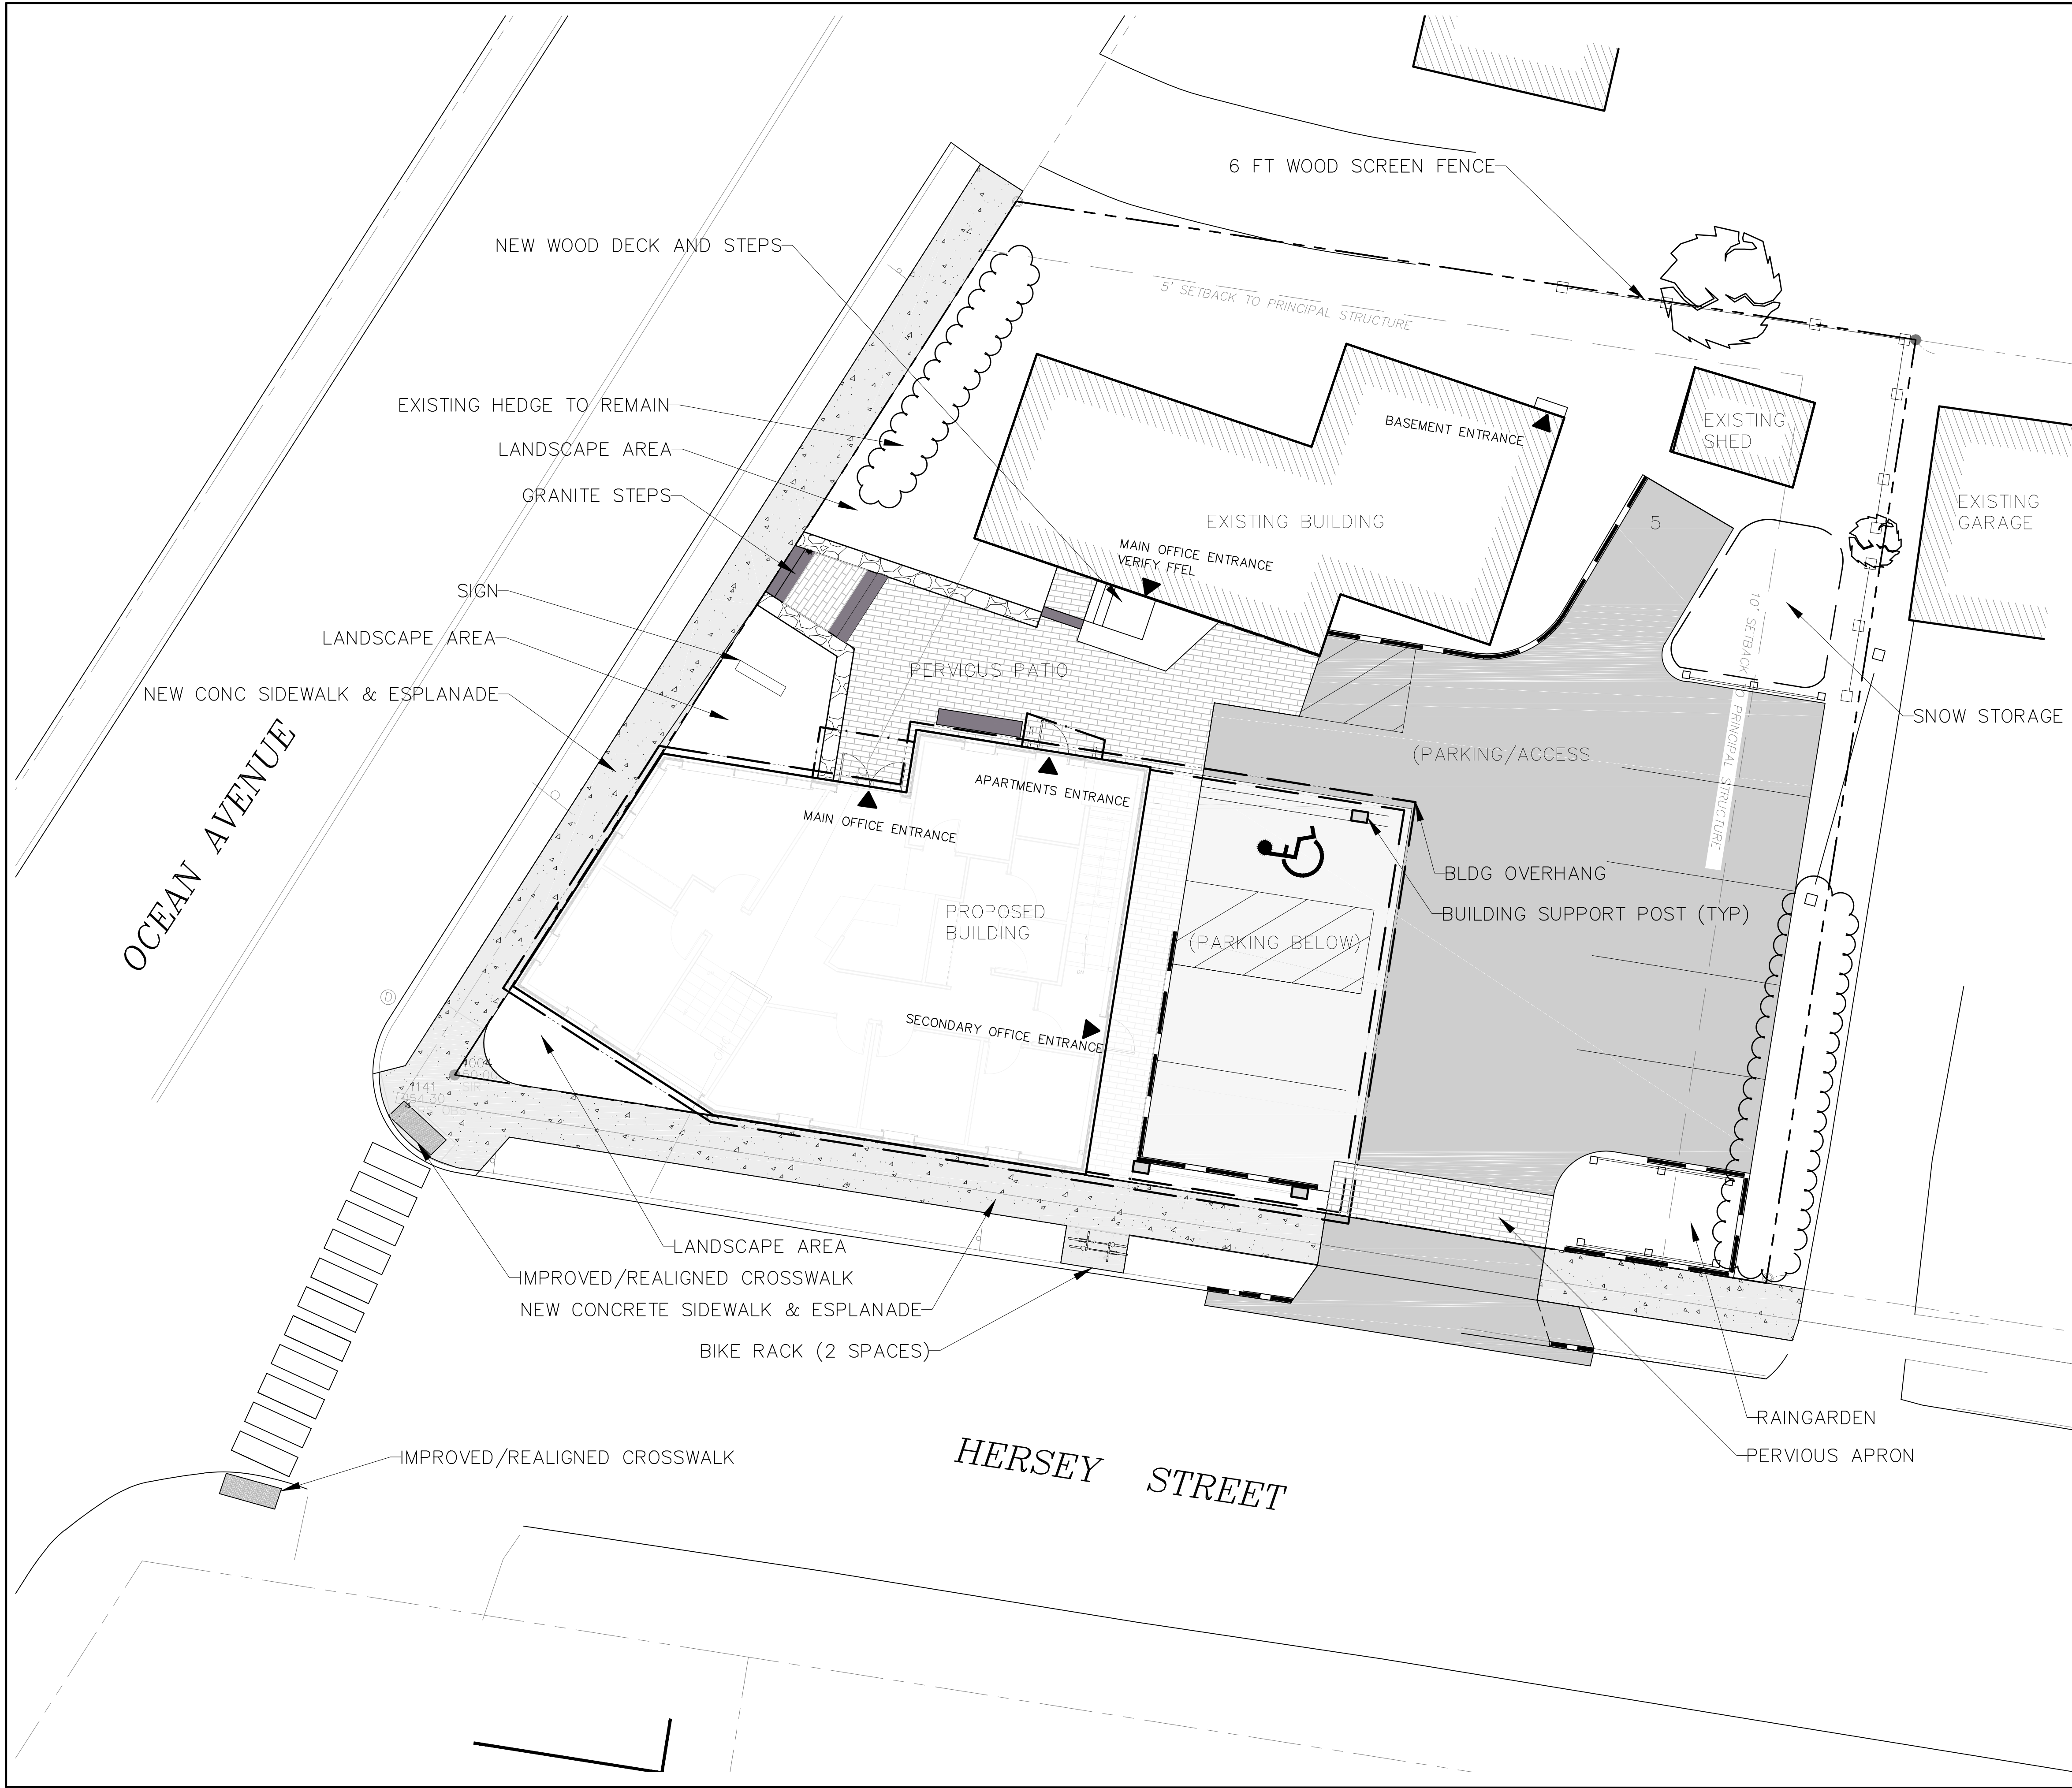 6 FT WOOD SCREEN FENCE
NEW WOOD DECK AND STEPS
5' SETBACK TO PRINCIPAL STRUCTURE
EXISTING HEDGE TO REMAIN
LANDSCAPE AREA
GRANITE STEPS
BASEMENT ENTRANCE
EXISTING
SHED
EXISTING
GARAGE
5
EXISTING BUILDING
MAIN OFFICE ENTRANCE
VERIFY FFEL
SIGN
LANDSCAPE AREA
NEW CONC SIDEWALK & ESPLANADE
PERVIOUS PATIO
10' SETBACK TO PRINCIPAL STRUCTURE
SNOW STORAGE
(PARKING/ACCESS
OCEAN AVENUE
APARTMENTS ENTRANCE
MAIN OFFICE ENTRANCE
BLDG OVERHANG
BUILDING SUPPORT POST (TYP)
PROPOSED
BUILDING
(PARKING BELOW)
SECONDARY OFFICE ENTRANCE
D
1141
LANDSCAPE AREA
IMPROVED/REALIGNED CROSSWALK
NEW CONCRETE SIDEWALK & ESPLANADE
BIKE RACK (2 SPACES)
RAINGARDEN
PERVIOUS APRON
IMPROVED/REALIGNED CROSSWALK
HERSEY STREET